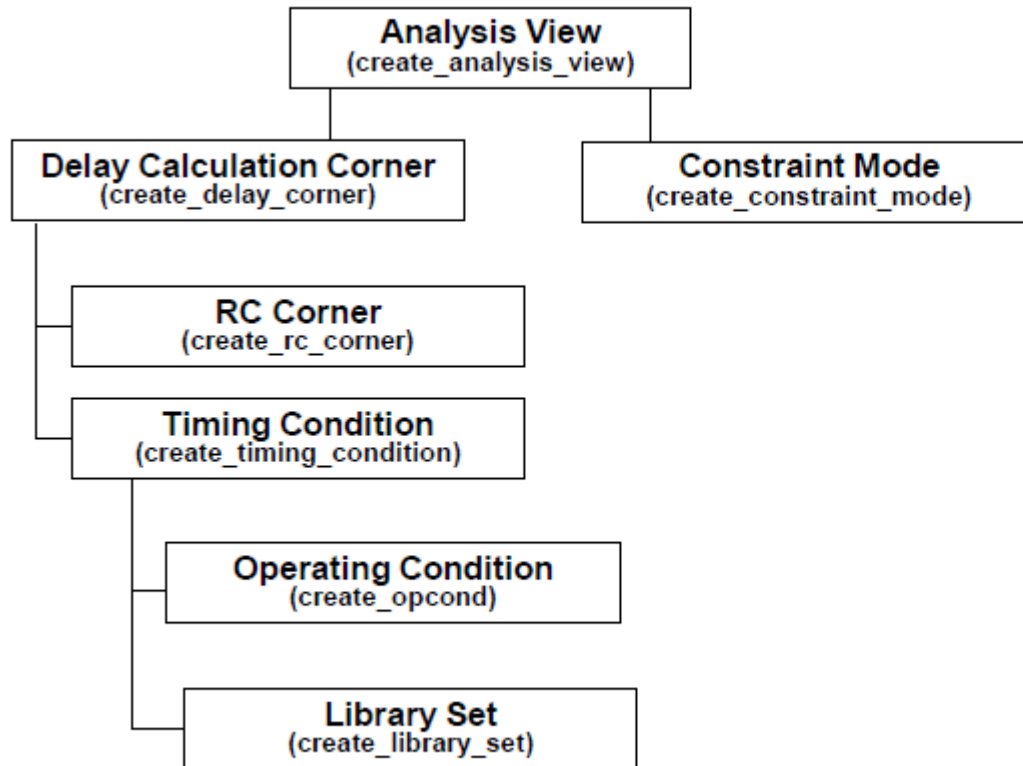 Analysis View
(create_analysis_view)
Delay Calculation Corner
(create_delay_corner)
Constraint Mode
(create_constraint_mode)
RC Corner
(create_rc_corner)
Timing Condition
(create_timing_condition)
Operating Condition
(create_opcond)
Library Set
(create_library_set)